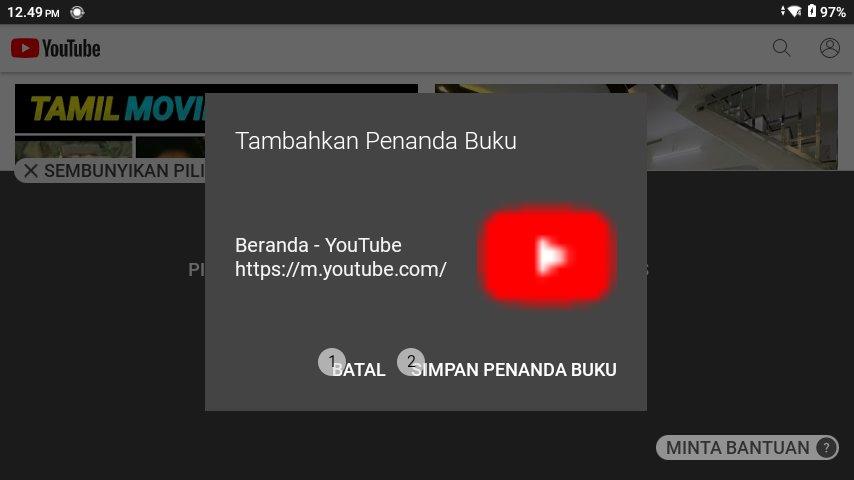 12.49 PM
97%
YouTube
TAMIL MOVI
SEMBUNYIKAN PILI
Tambahkan Penanda Buku
Beranda - YouTube
https://m.youtube.com/
1 BATAL
2 SIMPAN PENANDA BUKU
MINTA BANTUAN ?